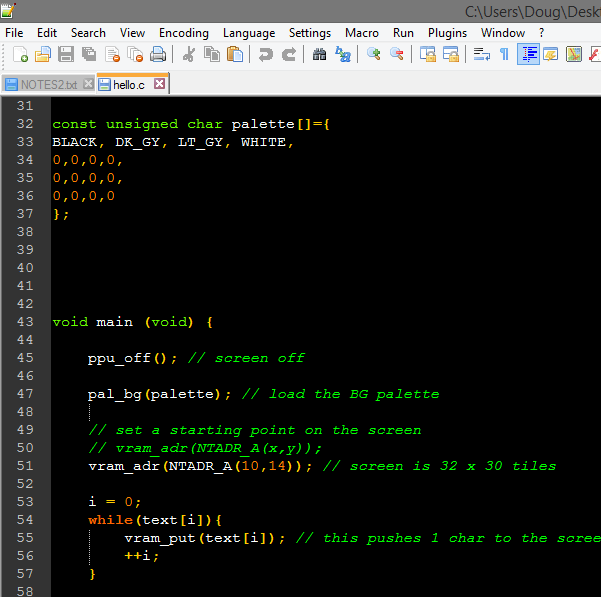 C:\Users\Doug\Deskt
File Edit Search View Encoding Language Settings Macro Run Plugins Window ?
NOTES2.txt hello.c
31
32 const unsigned char palette[]={
33 BLACK, DK_GY, LT_GY, WHITE,
34 0,0,0,0,
35 0,0,0,0,
36 0,0,0,0
37 };
38
39
40
41
42
43 void main (void) {
44
45 ppu_off(); // screen off
46
47 pal_bg(palette); // load the BG palette
48
49 // set a starting point on the screen
50 // vram_adr(NTADR_A(x,y));
51 vram_adr(NTADR_A(10,14)); // screen is 32 x 30 tiles
52
53 i = 0;
54 while(text[i]){
55 vram_put(text[i]); // this pushes 1 char to the scree
56 ++i;
57 }
58